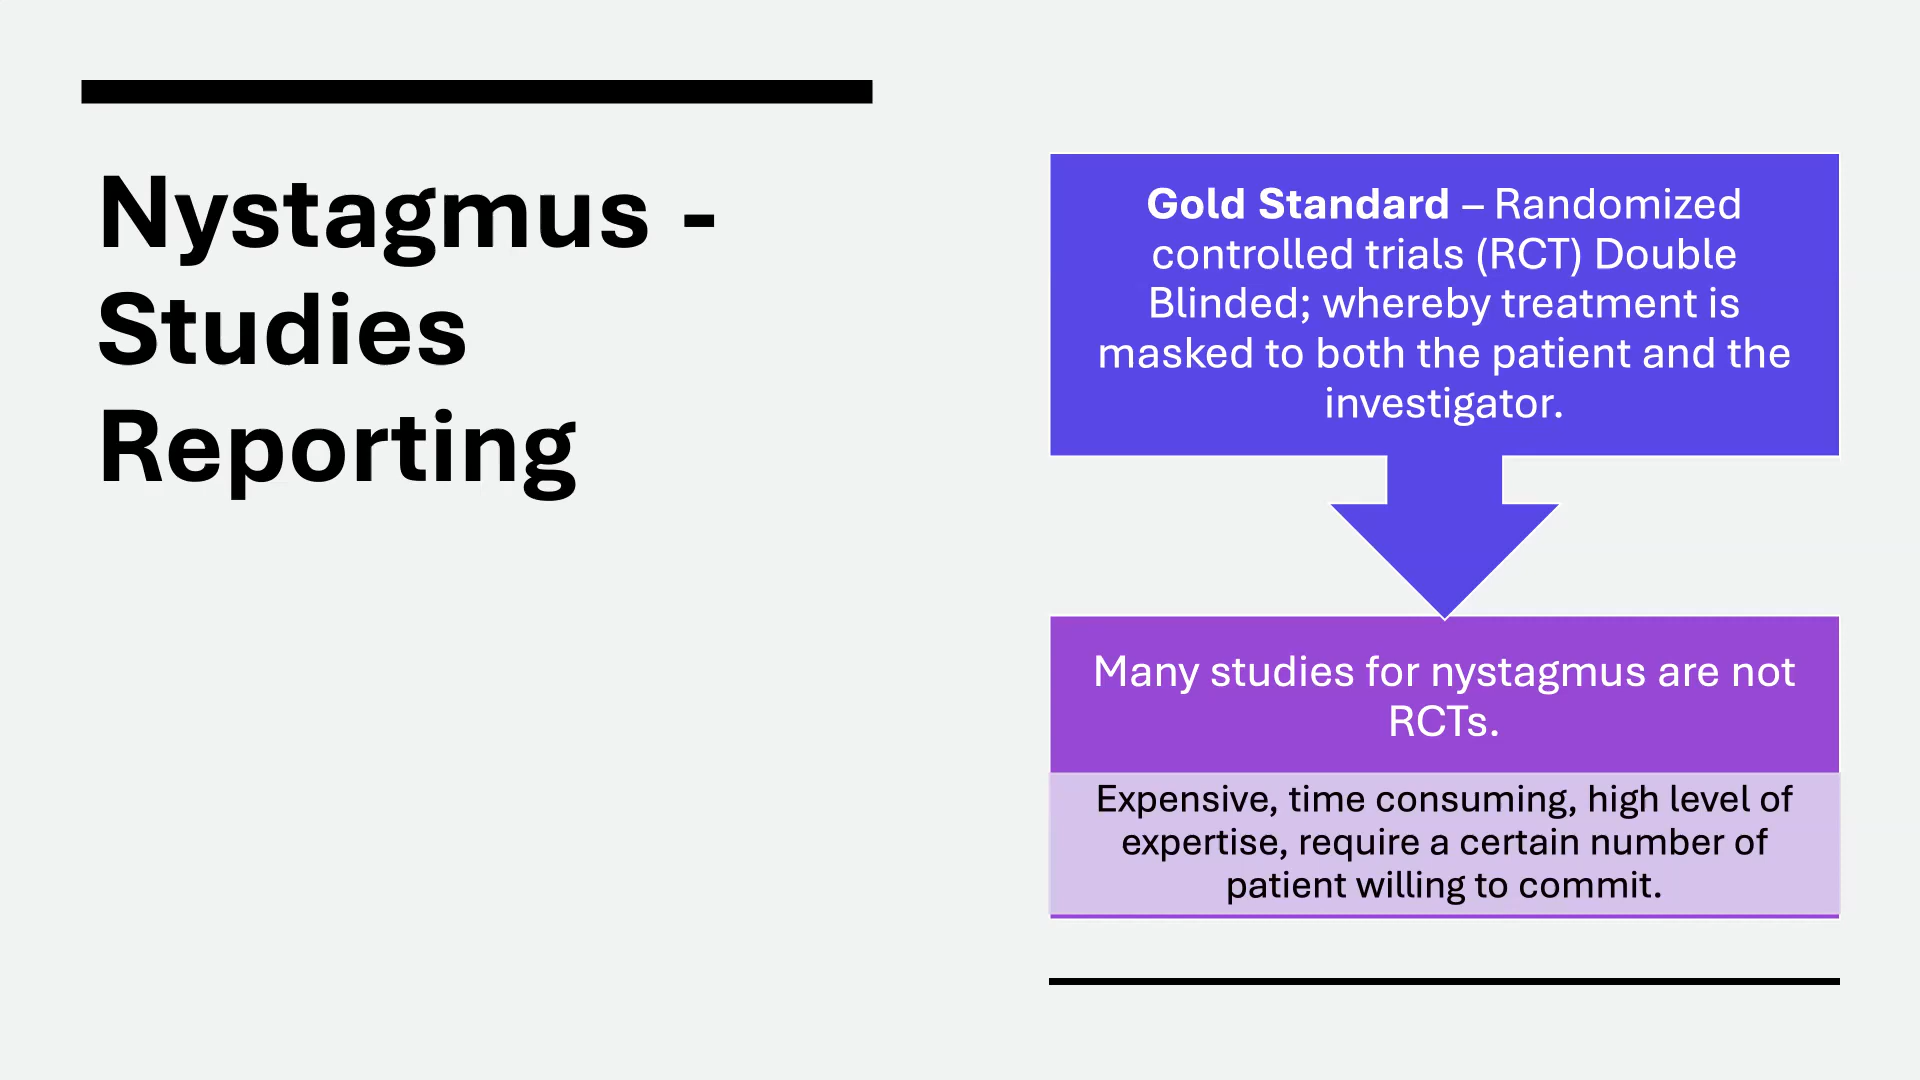 Nystagmus -
Studies
Reporting
Gold Standard – Randomized
controlled trials (RCT) Double
Blinded; whereby treatment is
masked to both the patient and the
investigator.
Many studies for nystagmus are not
RCTs.
Expensive, time consuming, high level of
expertise, require a certain number of
patient willing to commit.